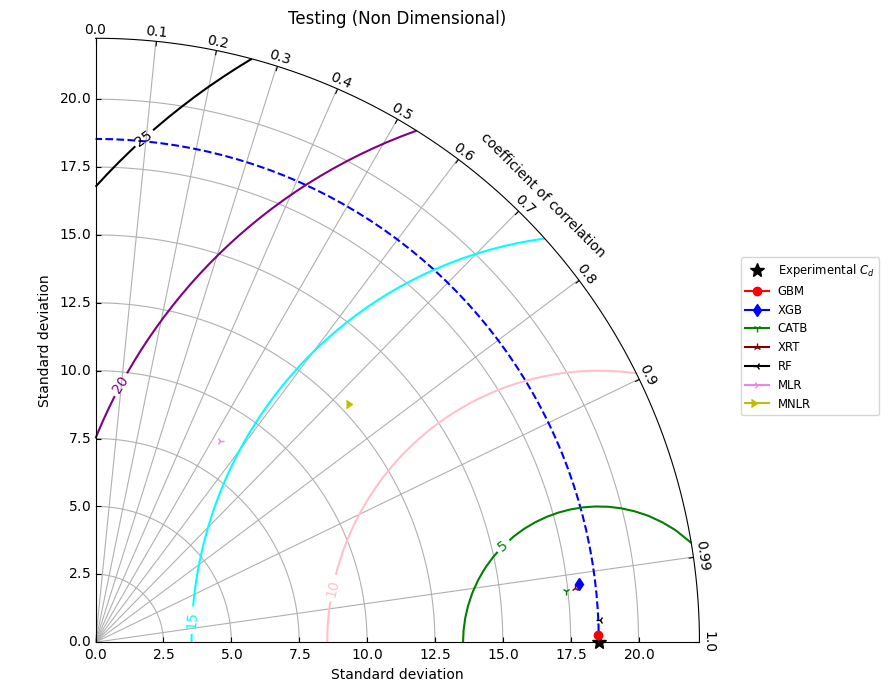 Testing (Non Dimensional)
0.0
0.1
0.2
0.3
0.4
0.5
0.6
0.7
0.8
0.9
0.99
1.0
coefficient of correlation
Standard deviation
20.0
17.5
15.0
12.5
10.0
7.5
5.0
2.5
0.0
25
20
15
10
5
0.0 2.5 5.0 7.5 10.0 12.5 15.0 17.5 20.0
Standard deviation
Experimental C_d
GBM
XGB
CATB
XRT
RF
MLR
MNLR